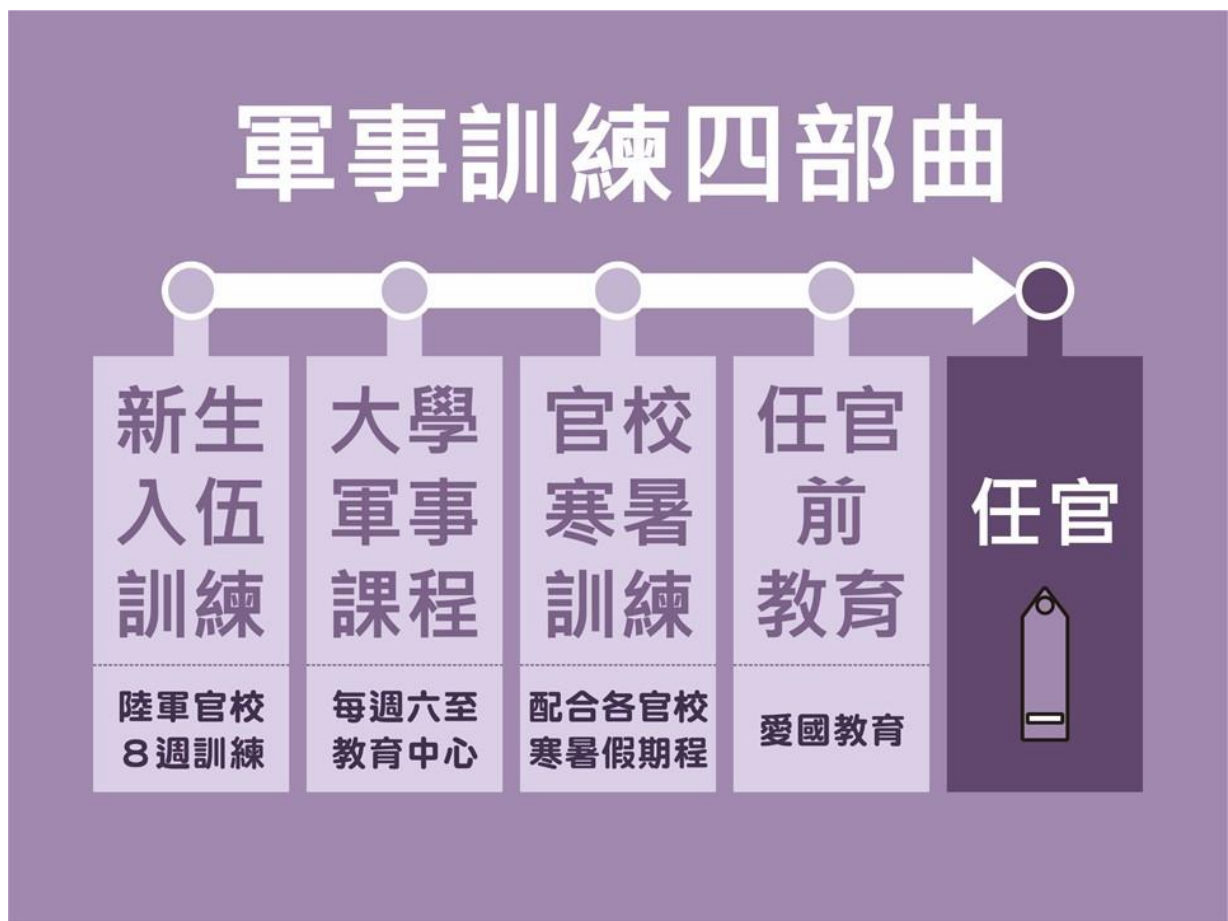 軍事訓練四部曲
新生
入伍
訓練
陸軍官校
8週訓練
大學
軍事
課程
每週六至
教育中心
官校
寒暑
訓練
配合各官校
寒暑假期程
任官
前
教育
愛國教育
任官